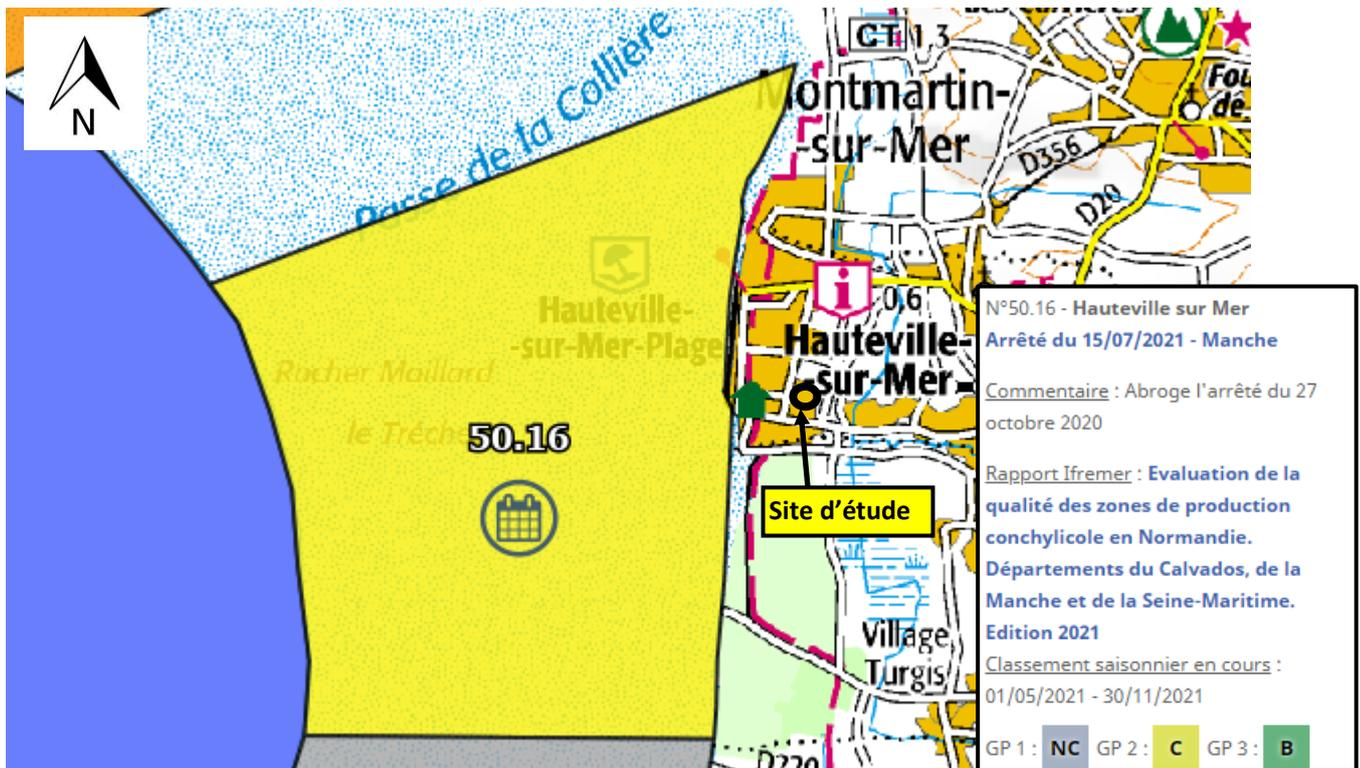 N
Passe de la Collière
CT 1 3
Montmartin-
-sur-Mer
Fou
de
D356
D20
Hauteville-
-sur-Mer-Plage
i
0,6
Hauteville-
-sur-Mer
Rocher Maillard
50.16
Site d'étude
Village
Turgis
D220
N°50.16 - Hauteville sur Mer
Arrêté du 15/07/2021 - Manche
Commentaire : Abroge l'arrêté du 27
octobre 2020
Rapport Ifremer : Evaluation de la
qualité des zones de production
conchylicole en Normandie.
Départements du Calvados, de la
Manche et de la Seine-Maritime.
Edition 2021
Classement saisonnier en cours :
01/05/2021 - 30/11/2021
GP 1 : NC GP 2 : C GP 3 : B